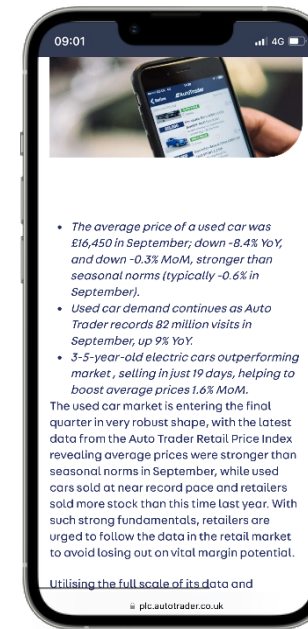 09:01
4G
AutoTrader
• The average price of a used car was
£16,450 in September; down -8.4% YoY,
and down -0.3% MoM, stronger than
seasonal norms (typically -0.6% in
September).
• Used car demand continues as Auto
Trader records 82 million visits in
September, up 9% YoY.
• 3-5-year-old electric cars outperforming
market , selling in just 19 days, helping to
boost average prices 1.6% MoM.
The used car market is entering the final
quarter in very robust shape, with the latest
data from the Auto Trader Retail Price Index
revealing average prices were stronger than
seasonal norms in September, while used
cars sold at near record pace and retailers
sold more stock than this time last year. With
such strong fundamentals, retailers are
urged to follow the data in the retail market
to avoid losing out on vital margin potential.
Utilising the full scale of its data and
plc.autotrader.co.uk